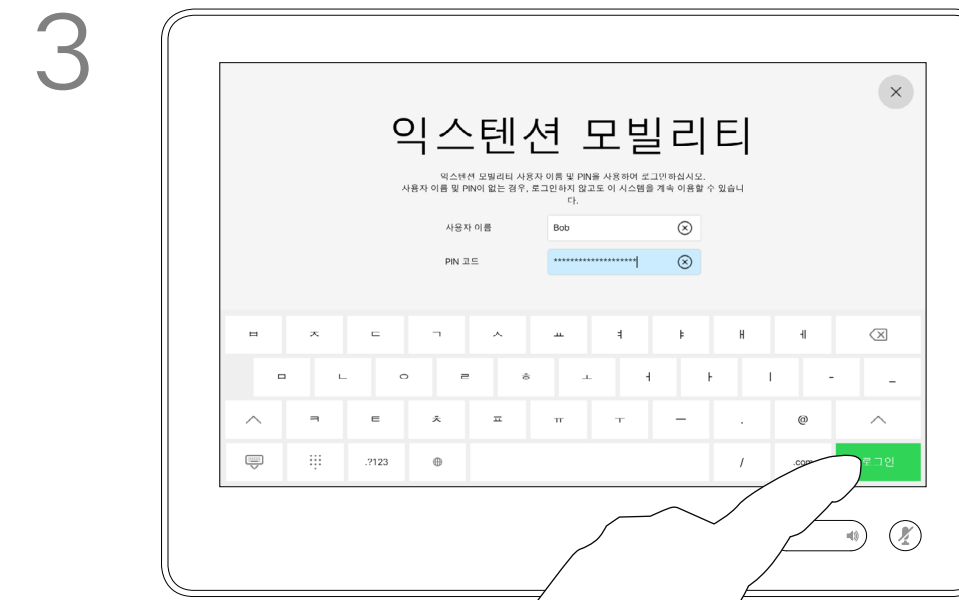 3
익스텐션 모빌리티
익스텐션 모빌리티 사용자 이름 및 PIN을 사용하여 로그인하십시오.
사용자 이름 및 PIN이 없는 경우, 로그인하지 않고도 이 시스템을 계속 이용할 수 있습니
다.
사용자 이름 Bob
PIN 코드 ********************
ㅂ ㅈ ㄷ ㄱ ㅅ ㅛ ㅕ ㅑ ㅐ ㅔ
ㅁ ㄴ ㅇ ㄹ ㅎ ㅗ ㅓ ㅏ ㅣ - _
ㅋ ㅌ ㅊ ㅍ ㅠ ㅜ ㅡ . @
.?123 / .com 로그인